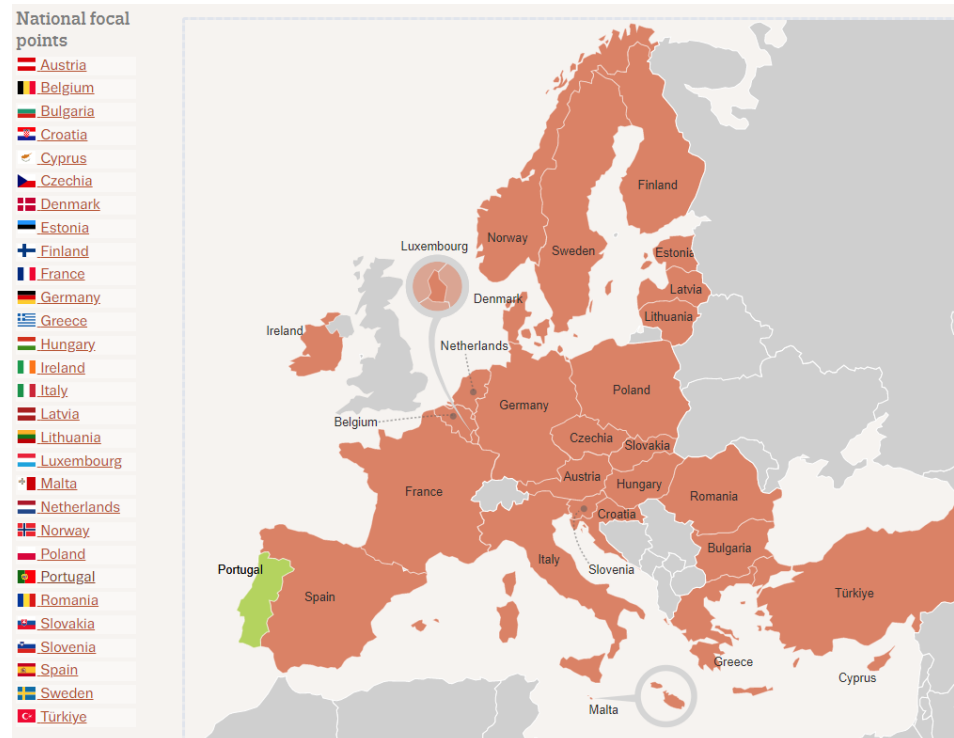 National focal
points
Austria
Belgium
Bulgaria
Croatia
Cyprus
Czechia
Denmark
Estonia
Finland
France
Germany
Greece
Hungary
Ireland
Italy
Latvia
Lithuania
Luxembourg
Malta
Netherlands
Norway
Poland
Portugal
Romania
Slovakia
Slovenia
Spain
Sweden
Türkiye
Finland
Norway
Luxembourg
Sweden
Estonia
Latvia
Denmark
Lithuania
Ireland
Netherlands
Poland
Germany
Belgium
Czechia
Slovakia
Austria
Hungary
France
Romania
Croatia
Bulgaria
Italy
Slovenia
Portugal
Türkiye
Spain
Greece
Cyprus
Malta